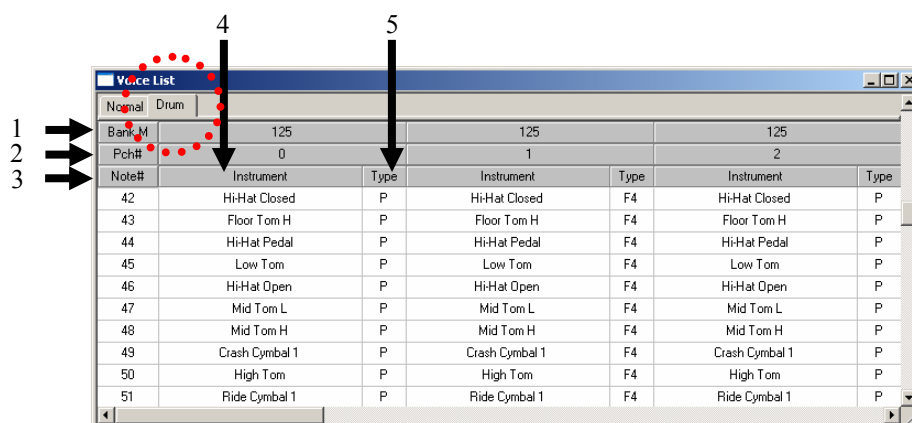 4 5
Voice List
Normal Drum
1 Bank M 125 125 125
2 Pch# 0 1 2
3 Note# Instrument Type Instrument Type Instrument Type
42 Hi-Hat Closed P Hi-Hat Closed F4 Hi-Hat Closed P
43 Floor Tom H P Floor Tom H F4 Floor Tom H P
44 Hi-Hat Pedal P Hi-Hat Pedal F4 Hi-Hat Pedal P
45 Low Tom P Low Tom F4 Low Tom P
46 Hi-Hat Open P Hi-Hat Open F4 Hi-Hat Open P
47 Mid Tom L P Mid Tom L F4 Mid Tom L P
48 Mid Tom H P Mid Tom H F4 Mid Tom H P
49 Crash Cymbal 1 P Crash Cymbal 1 F4 Crash Cymbal 1 P
50 High Tom P High Tom F4 High Tom P
51 Ride Cymbal 1 P Ride Cymbal 1 F4 Ride Cymbal 1 P